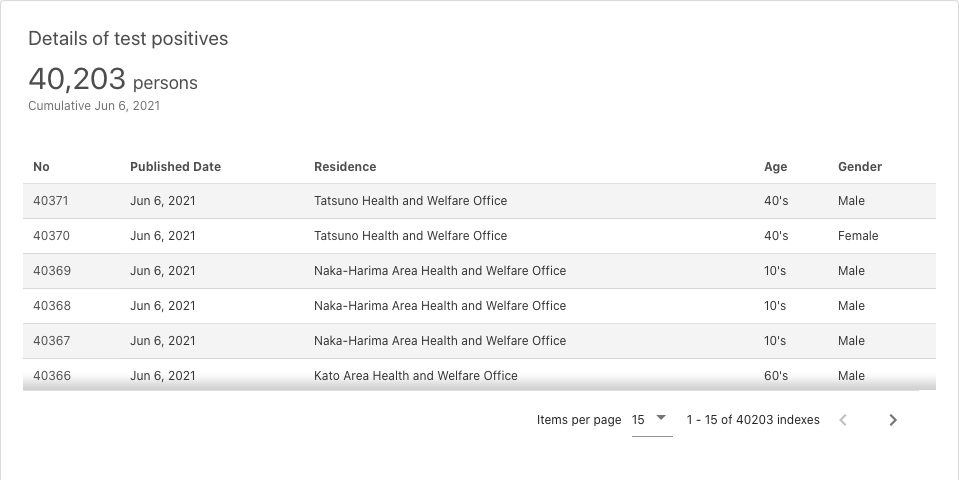 Details of test positives
40,203 persons
Cumulative Jun 6, 2021
No Published Date Residence Age Gender
40371 Jun 6, 2021 Tatsuno Health and Welfare Office 40's Male
40370 Jun 6, 2021 Tatsuno Health and Welfare Office 40's Female
40369 Jun 6, 2021 Naka-Harima Area Health and Welfare Office 10's Male
40368 Jun 6, 2021 Naka-Harima Area Health and Welfare Office 10's Male
40367 Jun 6, 2021 Naka-Harima Area Health and Welfare Office 10's Male
40366 Jun 6, 2021 Kato Area Health and Welfare Office 60's Male
Items per page 15 1 - 15 of 40203 indexes